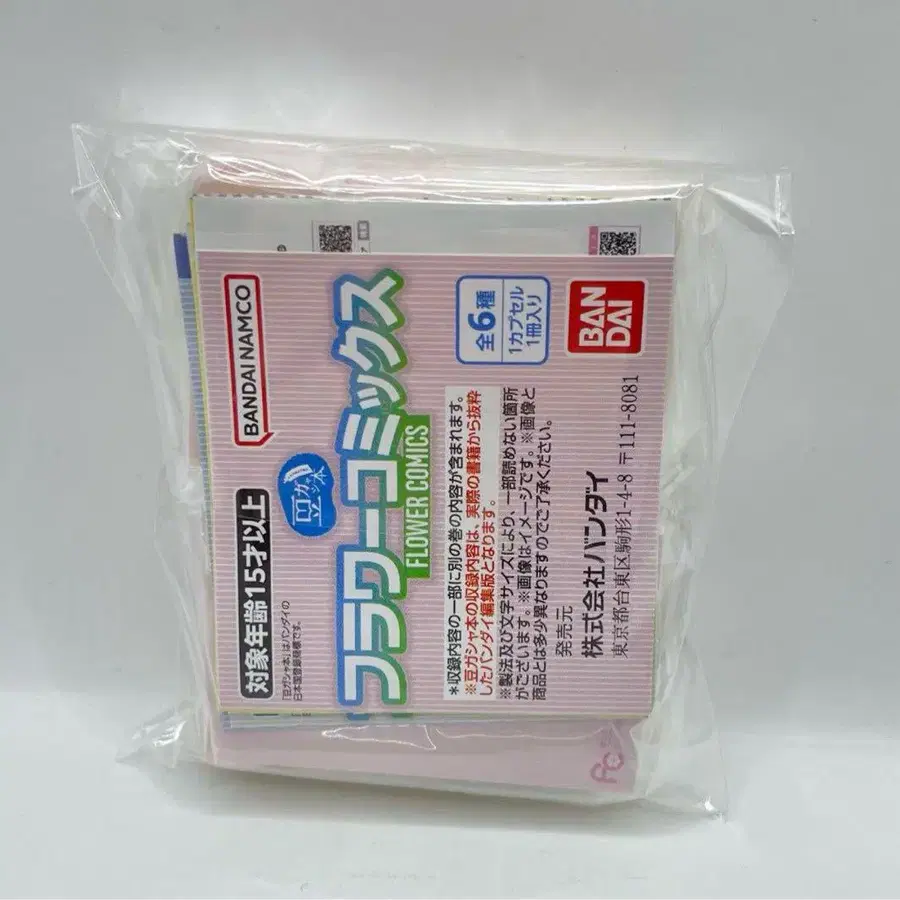 対象年齢15才以上
BANDAI NAMCO
「豆ガシャ本」はバンダイの
日本国登録商標です。
豆ガシャ本
フラワーコミックス
FLOWER COMICS
全6種
1カプセル
1冊入り
*収録内容の一部に別の巻の内容が含まれます。
※豆ガシャ本の収録内容は、実際の書籍から抜粋
したバンダイ編集版となります。
※製法及び文字サイズにより、一部読めない箇所
がございます。※画像はイメージです。※画像と
商品とは多少異なりますのでご了承ください。
発売元
株式会社バンダイ
東京都台東区駒形1-4-8 〒111-8081
BAN
DAI
FC